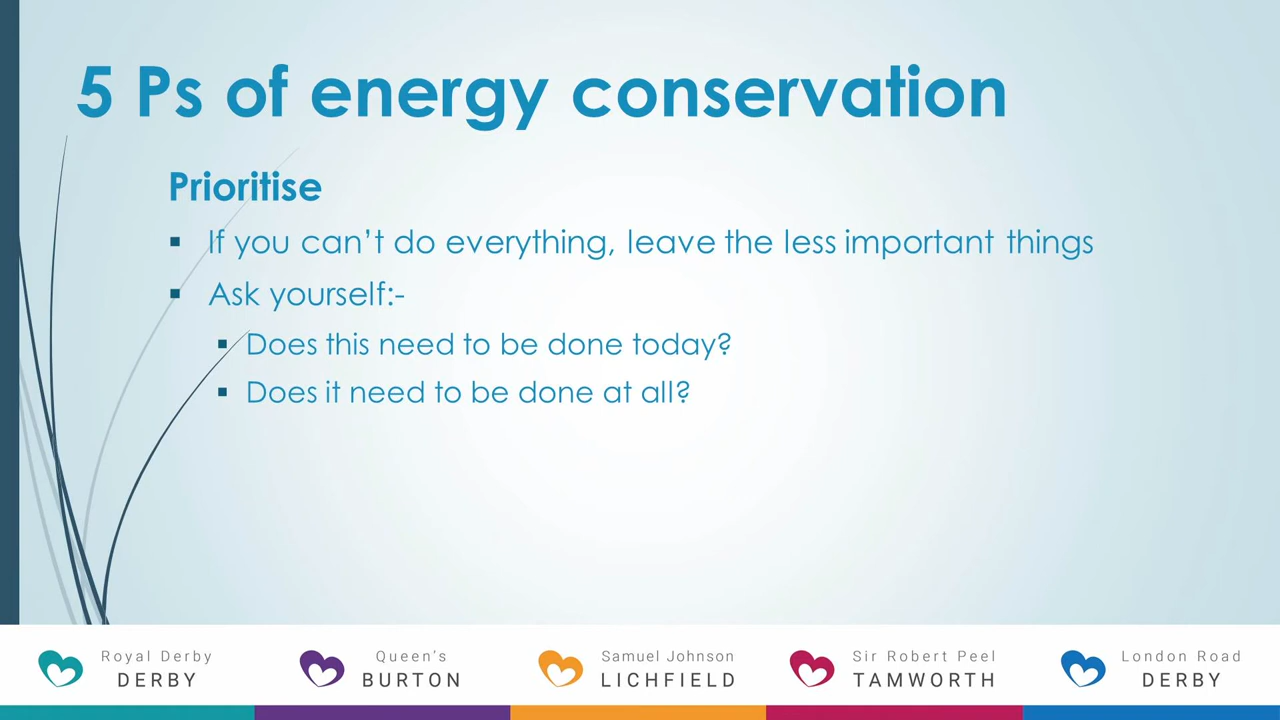 5 Ps of energy conservation
Prioritise
▪ If you can't do everything, leave the less important things
▪ Ask yourself:-
▪ Does this need to be done today?
▪ Does it need to be done at all?
Royal Derby
DERBY
Queen's
BURTON
Samuel Johnson
LICHFIELD
Sir Robert Peel
TAMWORTH
London Road
DERBY